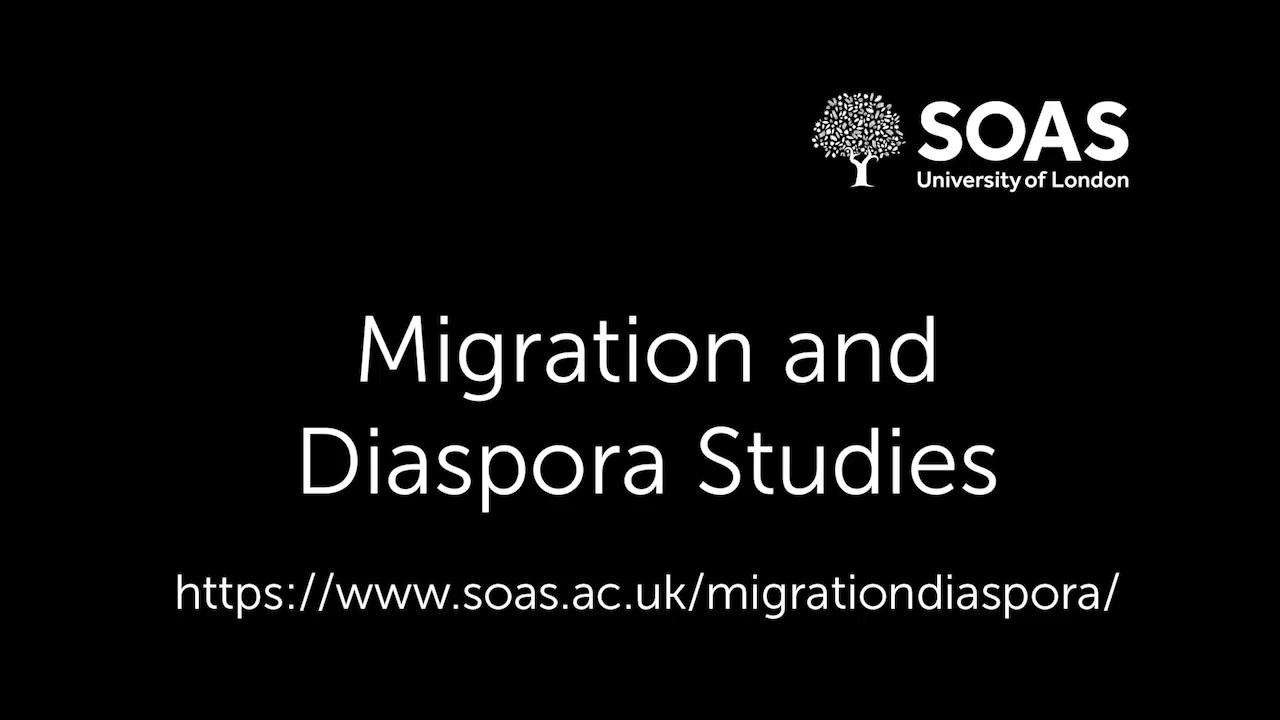 SOAS
University of London
Migration and
Diaspora Studies
https://www.soas.ac.uk/migrationdiaspora/